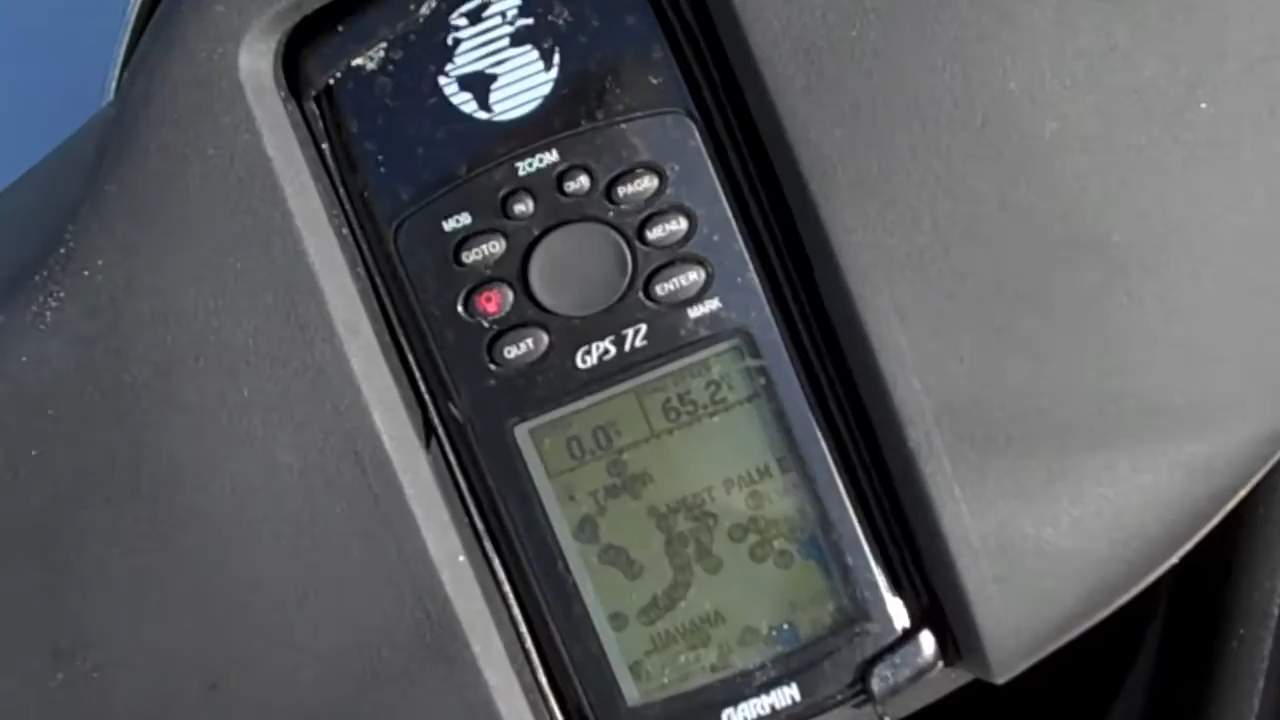 ZOOM
IN OUT PAGE
MOB
GOTO MENU
ENTER
MARK
QUIT
GPS 72
0.0 65.2
TAMPA
WEST PALM
HAVANA
GARMIN